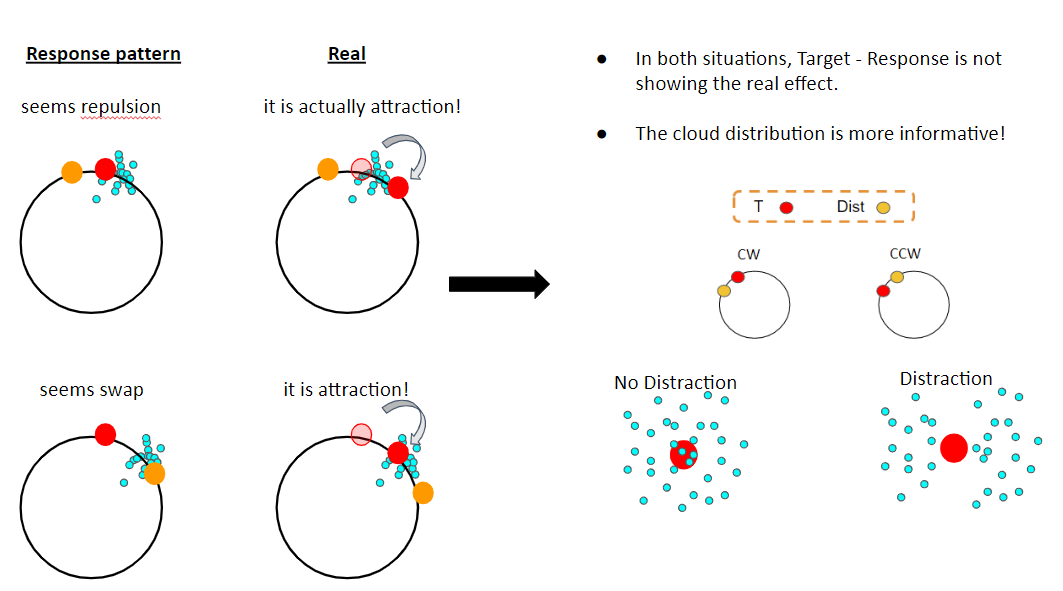 Response pattern
Real
seems repulsion
it is actually attraction!
seems swap
it is attraction!
● In both situations, Target - Response is not
showing the real effect.
● The cloud distribution is more informative!
T Dist
CW
CCW
No Distraction
Distraction